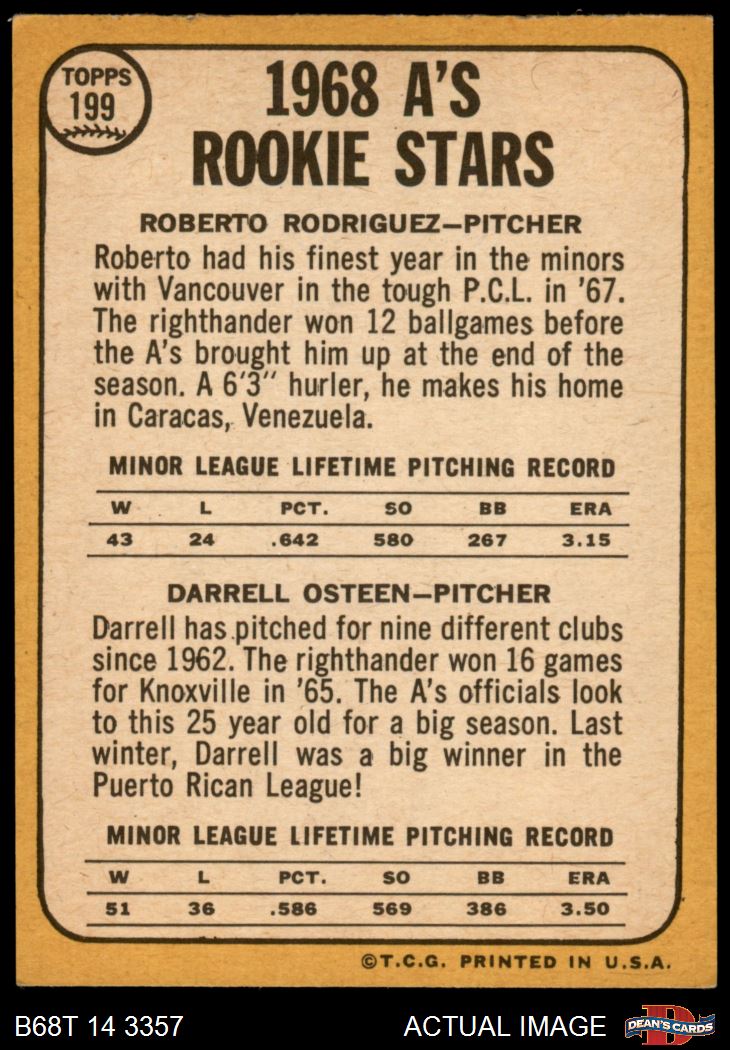 TOPPS
199
1968 A'S
ROOKIE STARS
ROBERTO RODRIGUEZ—PITCHER
Roberto had his finest year in the minors
with Vancouver in the tough P.C.L. in '67.
The righthander won 12 ballgames before
the A's brought him up at the end of the
season. A 6'3" hurler, he makes his home
in Caracas, Venezuela.
MINOR LEAGUE LIFETIME PITCHING RECORD
W L PCT. SO BB ERA
43 24 .642 580 267 3.15
DARRELL OSTEEN—PITCHER
Darrell has pitched for nine different clubs
since 1962. The righthander won 16 games
for Knoxville in '65. The A's officials look
to this 25 year old for a big season. Last
winter, Darrell was a big winner in the
Puerto Rican League!
MINOR LEAGUE LIFETIME PITCHING RECORD
W L PCT. SO BB ERA
51 36 .586 569 386 3.50
©T.C.G. PRINTED IN U.S.A.
B68T 14 3357 ACTUAL IMAGE
D
DEAN'S CARDS